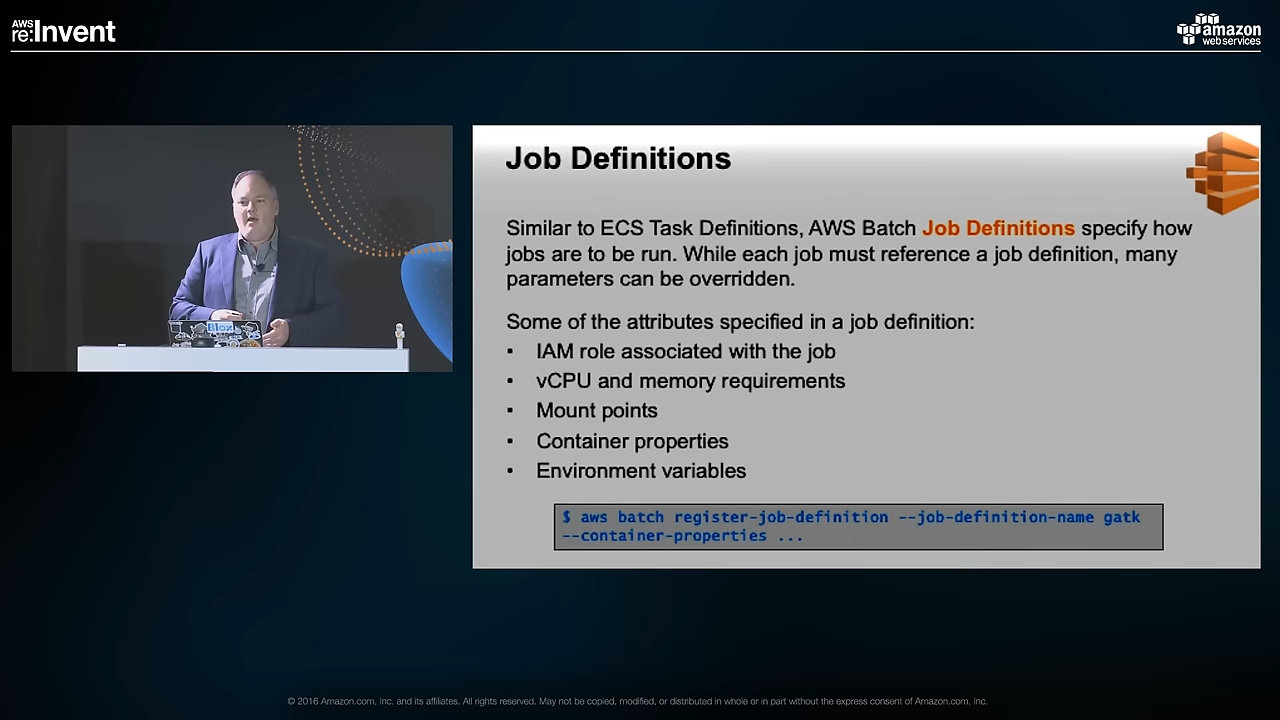 AWS
re:Invent
amazon
webservices
Blox
Job Definitions
Similar to ECS Task Definitions, AWS Batch Job Definitions specify how
jobs are to be run. While each job must reference a job definition, many
parameters can be overridden.
Some of the attributes specified in a job definition:
• IAM role associated with the job
• vCPU and memory requirements
• Mount points
• Container properties
• Environment variables
$ aws batch register-job-definition --job-definition-name gatk
--container-properties ...
© 2016 Amazon.com, Inc. and its affiliates. All rights reserved. May not be copied, modified, or distributed in whole or in part without the express consent of Amazon.com, Inc.